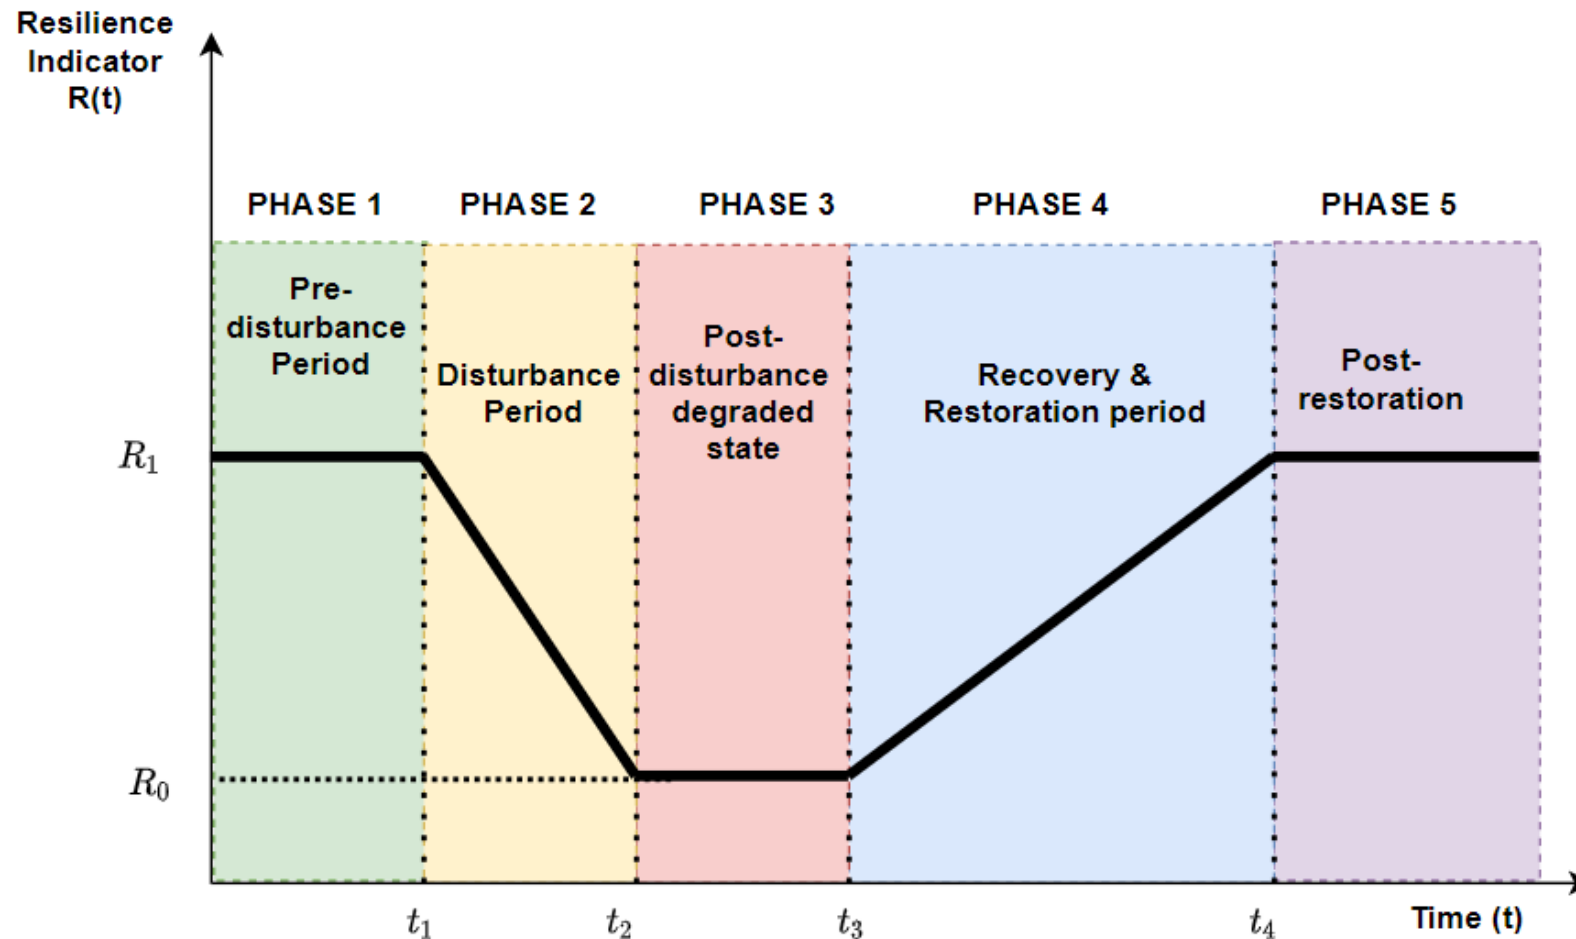 Resilience
Indicator
R(t)
PHASE 1
PHASE 2
PHASE 3
PHASE 4
PHASE 5
Pre-
disturbance
Period
Disturbance
Period
Post-
disturbance
degraded
state
Recovery &
Restoration period
Post-
restoration
R₁
R₀
t₁
t₂
t₃
t₄
Time (t)